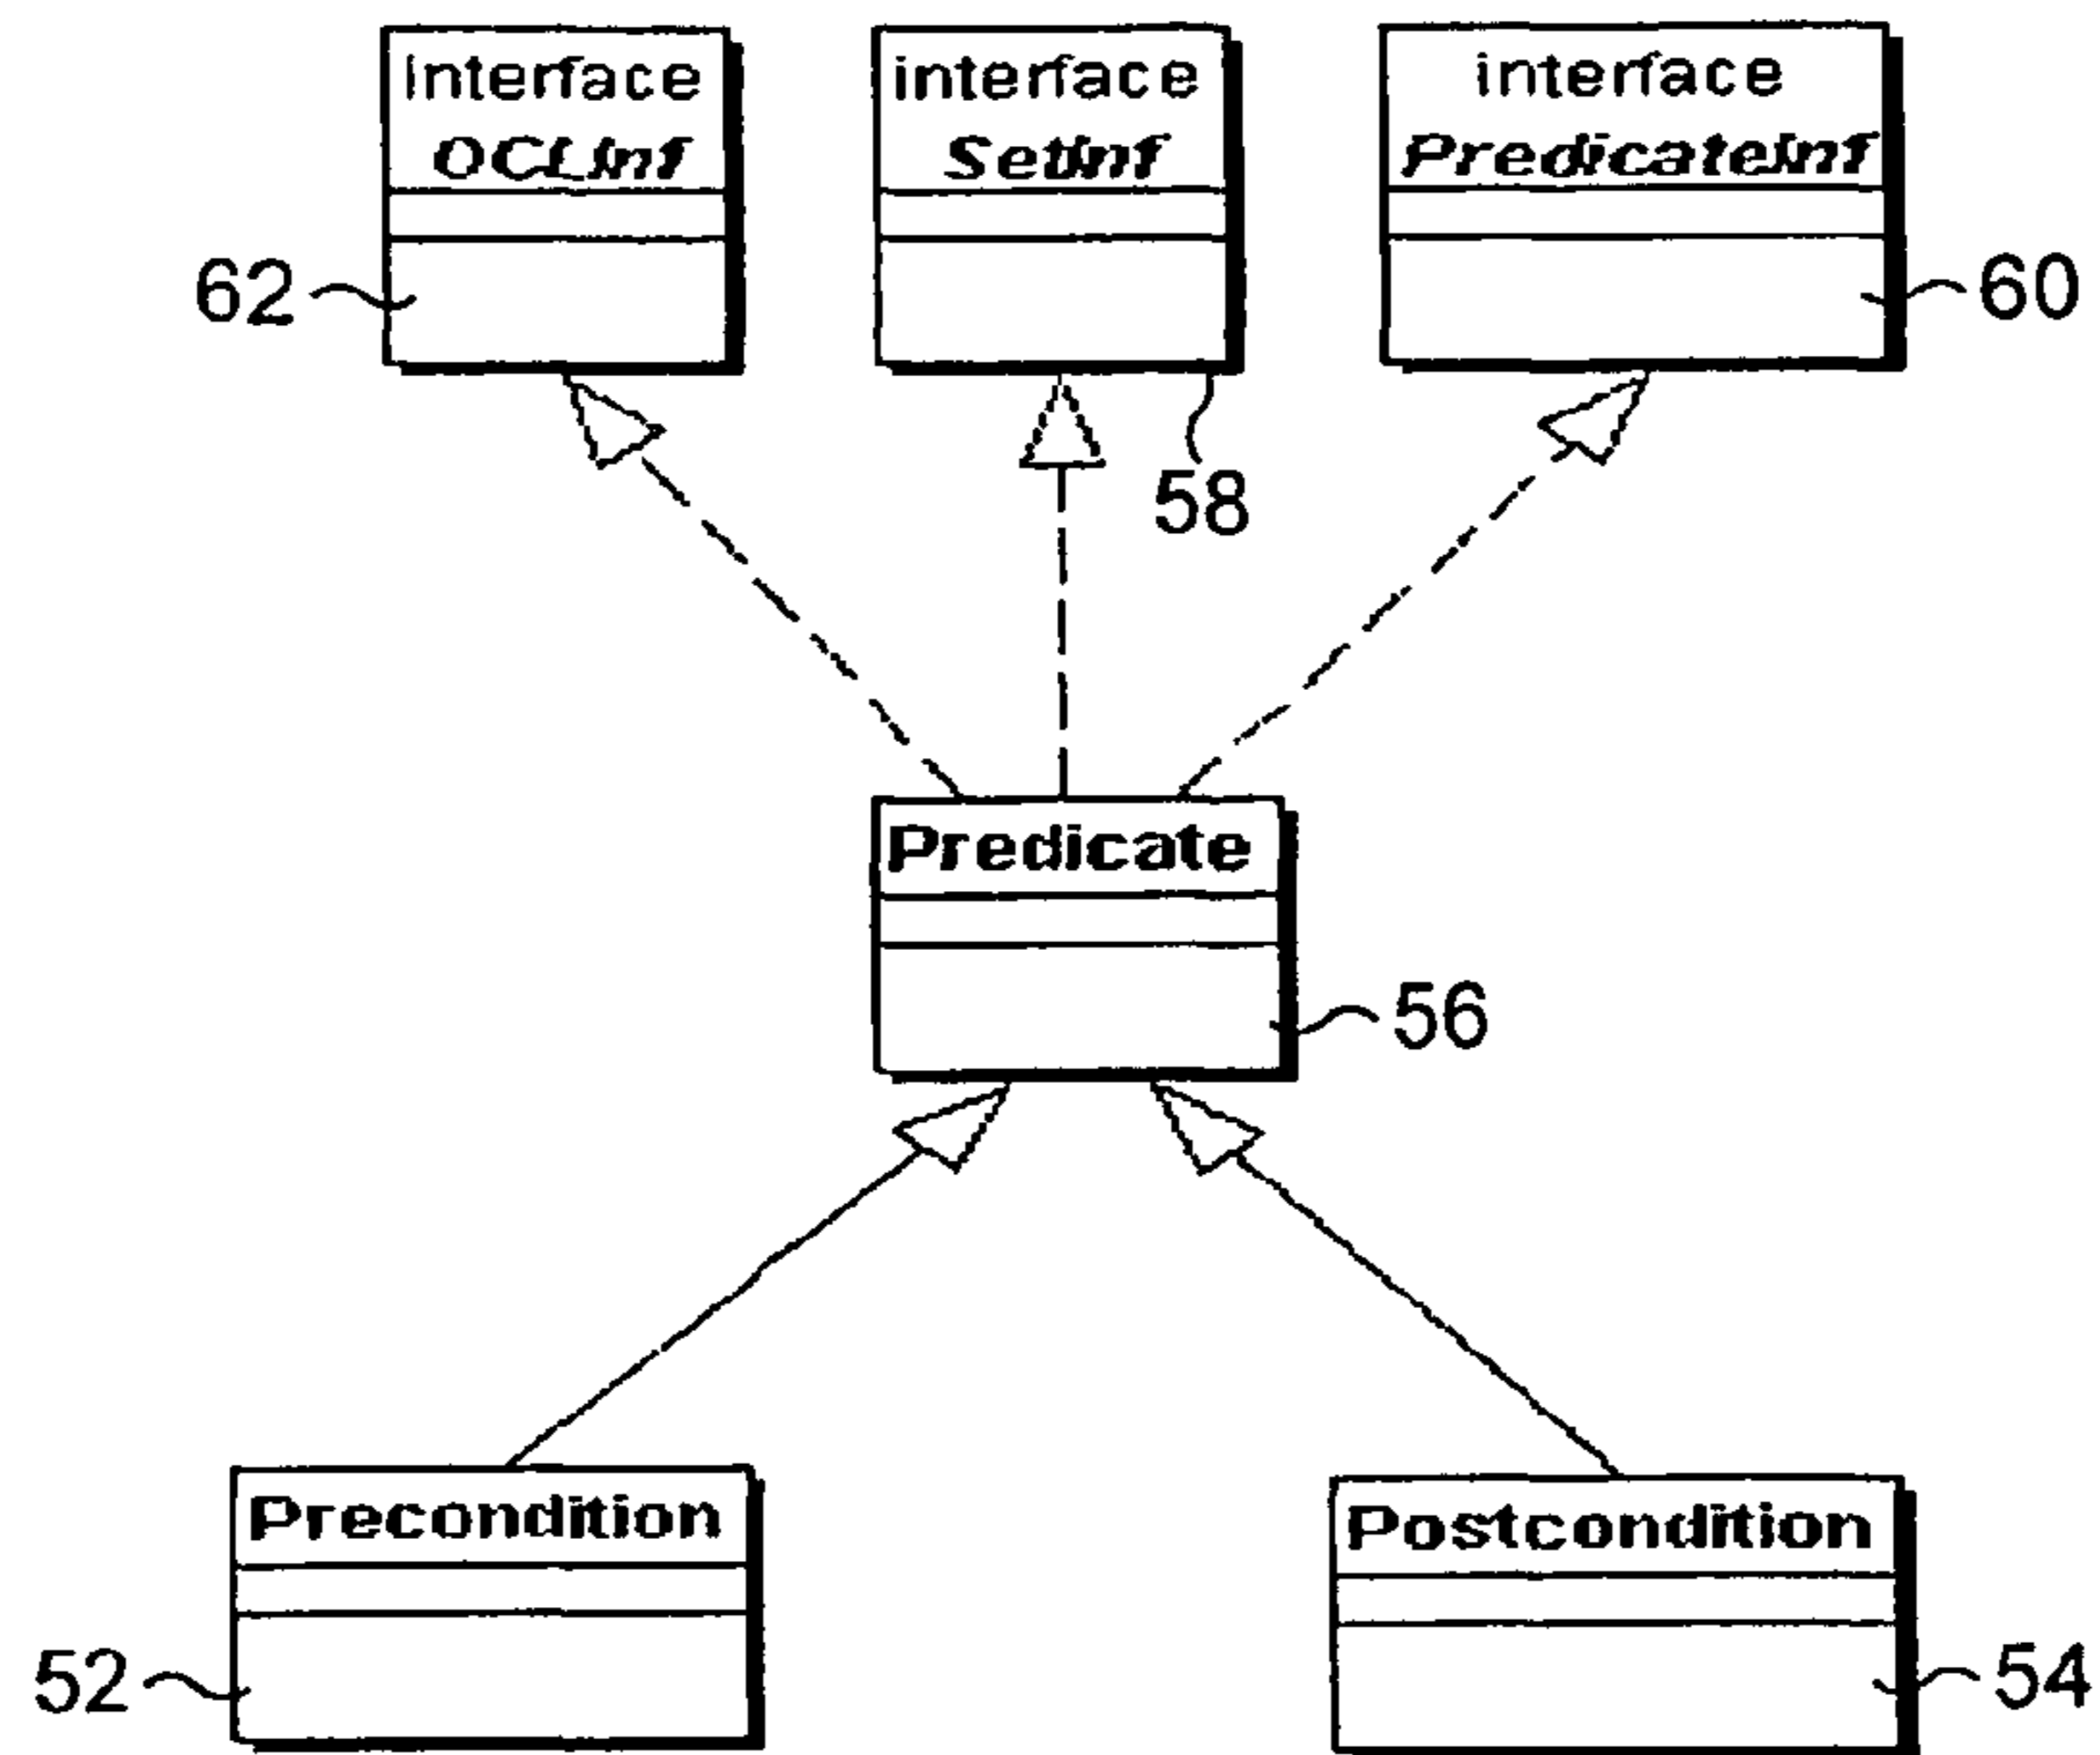 Interface
OCLInf
interface
SetInf
interface
PredicateInf
62
60
58
Predicate
56
Precondition
Postcondition
52
54